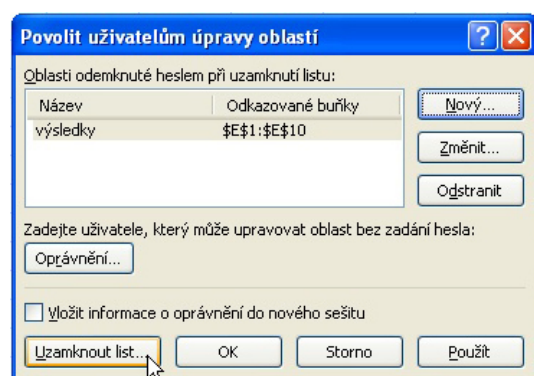 Povolit uživatelům úpravy oblastí
Oblasti odemknuté heslem při uzamknutí listu:
Název Odkazované buňky
výsledky $E$1:$E$10
Nový...
Změnit...
Odstranit
Zadejte uživatele, který může upravovat oblast bez zadání hesla:
Oprávnění...
Vložit informace o oprávnění do nového sešitu
Uzamknout list... OK Storno Použít